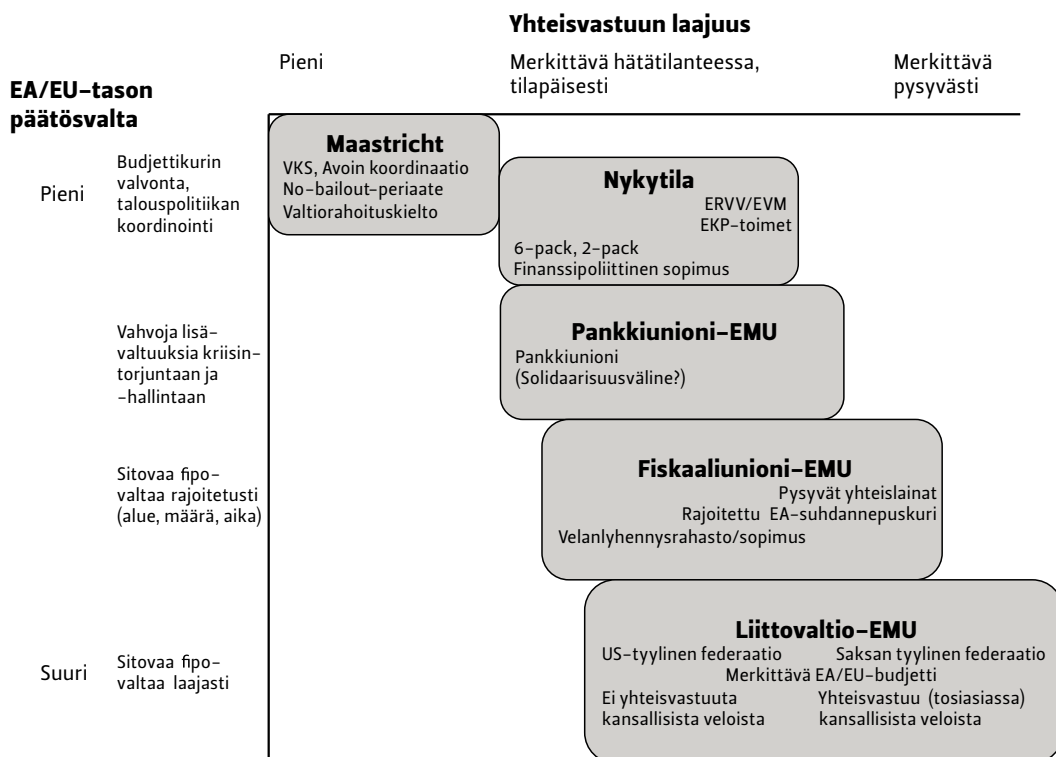 Yhteisvastuun laajuus
Pieni
Merkittävä hätätilanteessa,
tilapäisesti
Merkittävä
pysyvästi
EA/EU–tason
päätösvalta
Pieni
Budjettikurin
valvonta,
talouspolitiikan
koordinointi
Maastricht
VKS, Avoin koordinaatio
No–bailout–periaate
Valtiorahoituskielto
Nykytila
ERVV/EVM
EKP–toimet
6–pack, 2–pack
Finanssipoliittinen sopimus
Vahvoja lisä–
valtuuksia kriisin–
torjuntaan ja
–hallintaan
Pankkiunioni–EMU
Pankkiunioni
(Solidaarisuusväline?)
Sitovaa fipo–
valtaa rajoitetusti
(alue, määrä, aika)
Fiskaaliunioni–EMU
Pysyvät yhteislainat
Rajoitettu EA–suhdannepuskuri
Velanlyhennysrahasto/sopimus
Suuri
Sitovaa fipo–
valtaa laajasti
Liittovaltio–EMU
US–tyylinen federaatio Saksan tyylinen federaatio
Merkittävä EA/EU–budjetti
Ei yhteisvastuuta
kansallisista veloista
Yhteisvastuu (tosiasiassa)
kansallisista veloista